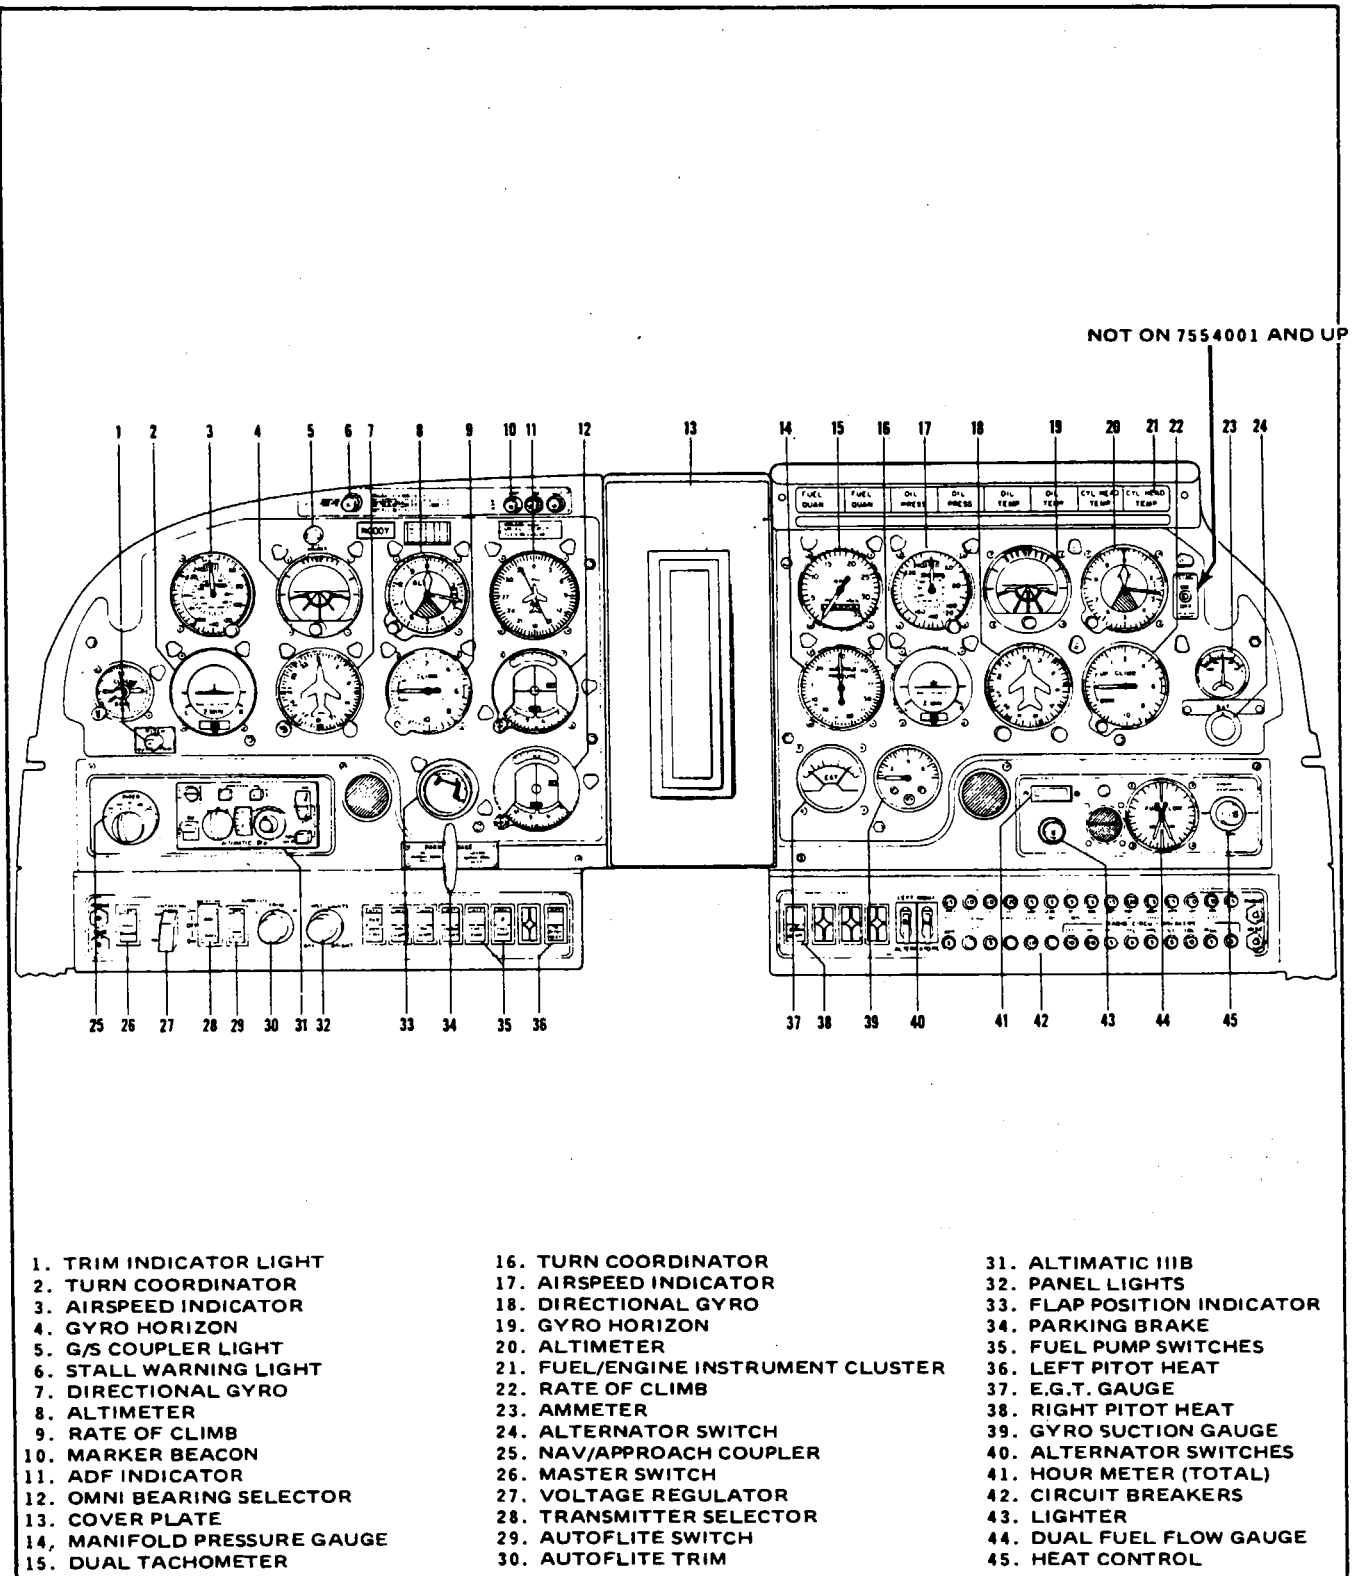 NOT ON 7554001 AND UP
1 2 3 4 5 6 7 8 9 10 11 12 13 14 15 16 17 18 19 20 21 22 23 24
FUEL QUAN
FUEL QUAN
OIL PRESS
OIL PRESS
OIL TEMP
OIL TEMP
CYL HEAD TEMP
CYL HEAD TEMP
NODDY
CLIMB
EGT
FUEL FLOW
LEFT RIGHT
25 26 27 28 29 30 31 32 33 34 35 36 37 38 39 40 41 42 43 44 45
1. TRIM INDICATOR LIGHT
2. TURN COORDINATOR
3. AIRSPEED INDICATOR
4. GYRO HORIZON
5. G/S COUPLER LIGHT
6. STALL WARNING LIGHT
7. DIRECTIONAL GYRO
8. ALTIMETER
9. RATE OF CLIMB
10. MARKER BEACON
11. ADF INDICATOR
12. OMNI BEARING SELECTOR
13. COVER PLATE
14, MANIFOLD PRESSURE GAUGE
15. DUAL TACHOMETER
16. TURN COORDINATOR
17. AIRSPEED INDICATOR
18. DIRECTIONAL GYRO
19. GYRO HORIZON
20. ALTIMETER
21. FUEL/ENGINE INSTRUMENT CLUSTER
22. RATE OF CLIMB
23. AMMETER
24. ALTERNATOR SWITCH
25. NAV/APPROACH COUPLER
26. MASTER SWITCH
27. VOLTAGE REGULATOR
28. TRANSMITTER SELECTOR
29. AUTOFLITE SWITCH
30. AUTOFLITE TRIM
31. ALTIMATIC IIIB
32. PANEL LIGHTS
33. FLAP POSITION INDICATOR
34. PARKING BRAKE
35. FUEL PUMP SWITCHES
36. LEFT PITOT HEAT
37. E.G.T. GAUGE
38. RIGHT PITOT HEAT
39. GYRO SUCTION GAUGE
40. ALTERNATOR SWITCHES
41. HOUR METER (TOTAL)
42. CIRCUIT BREAKERS
43. LIGHTER
44. DUAL FUEL FLOW GAUGE
45. HEAT CONTROL